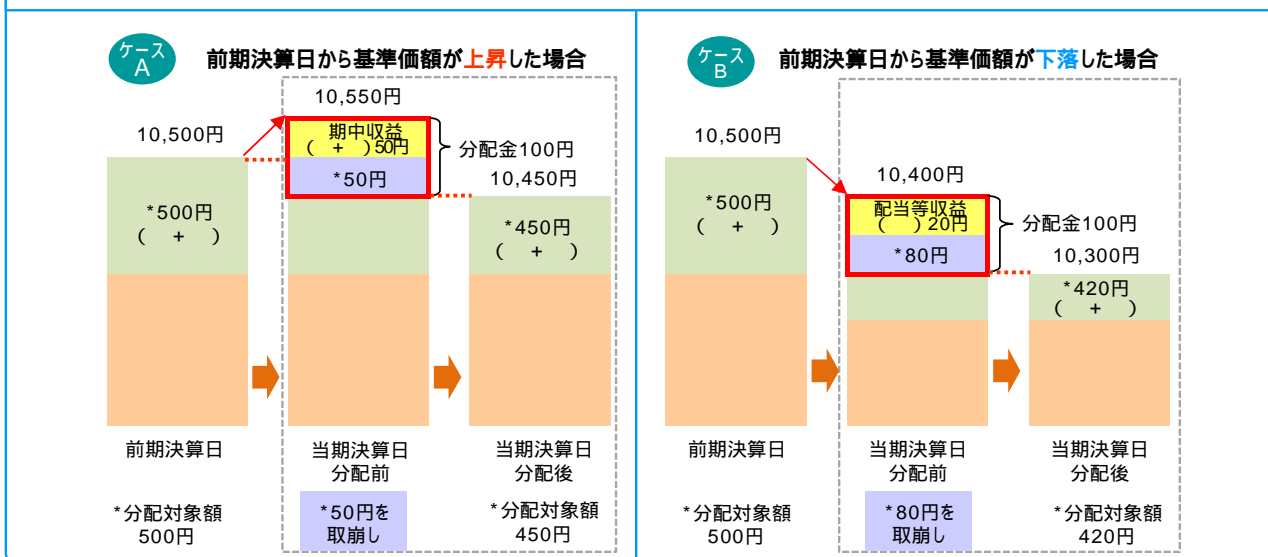 ケース
A
前期決算日から基準価額が上昇した場合
10,550円
10,500円
期中収益
( + )50円
分配金100円
*50円
10,450円
*500円
( + )
*450円
( + )
前期決算日
当期決算日
分配前
当期決算日
分配後
*分配対象額
500円
*50円を
取崩し
*分配対象額
450円
ケース
B
前期決算日から基準価額が下落した場合
10,500円
10,400円
*500円
( + )
配当等収益
( )20円
分配金100円
*80円
10,300円
*420円
( + )
前期決算日
当期決算日
分配前
当期決算日
分配後
*分配対象額
500円
*80円を
取崩し
*分配対象額
420円